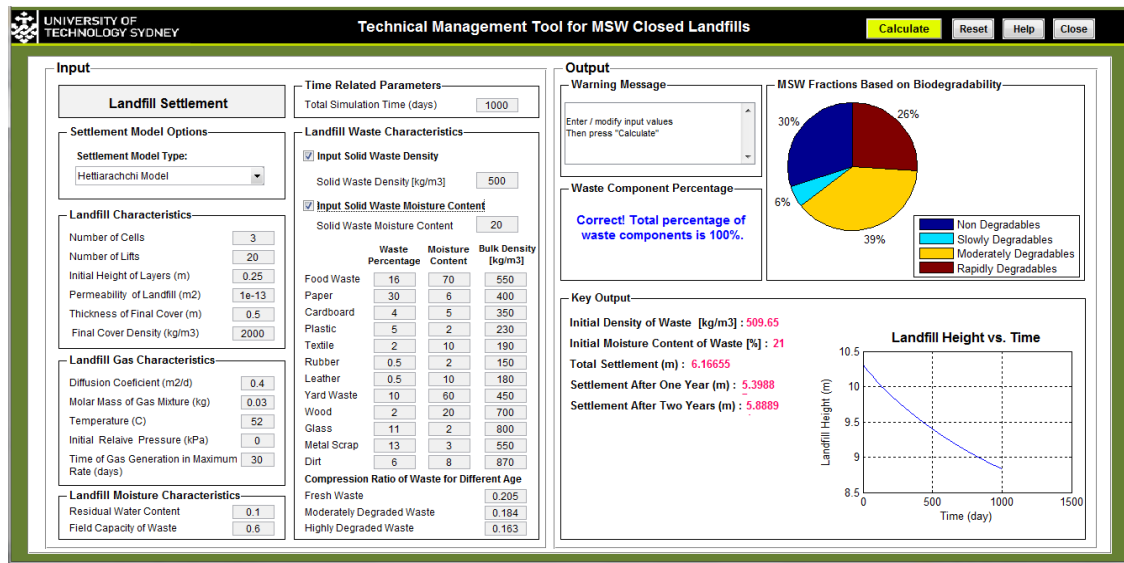 UNIVERSITY OF
TECHNOLOGY SYDNEY
Technical Management Tool for MSW Closed Landfills
Calculate
Reset
Help
Close
Input
Landfill Settlement
Settlement Model Options
Settlement Model Type:
Hettiarachchi Model
Landfill Characteristics
Number of Cells 3
Number of Lifts 20
Initial Height of Layers (m) 0.25
Permeability of Landfill (m2) 1e-13
Thickness of Final Cover (m) 0.5
Final Cover Density (kg/m3) 2000
Landfill Gas Characteristics
Diffusion Coeficient (m2/d) 0.4
Molar Mass of Gas Mixture (kg) 0.03
Temperature (C) 52
Initial Relaive Pressure (kPa) 0
Time of Gas Generation in Maximum 30
Rate (days)
Landfill Moisture Characteristics
Residual Water Content 0.1
Field Capacity of Waste 0.6
Time Related Parameters
Total Simulation Time (days) 1000
Landfill Waste Characteristics
Input Solid Waste Density
Solid Waste Density [kg/m3] 500
Input Solid Waste Moisture Content
Solid Waste Moisture Content 20
Waste Moisture Bulk Density
Percentage Content [kg/m3]
Food Waste 16 70 550
Paper 30 6 400
Cardboard 4 5 350
Plastic 5 2 230
Textile 2 10 190
Rubber 0.5 2 150
Leather 0.5 10 180
Yard Waste 10 60 450
Wood 2 20 700
Glass 11 2 800
Metal Scrap 13 3 550
Dirt 6 8 870
Compression Ratio of Waste for Different Age
Fresh Waste 0.205
Moderately Degraded Waste 0.184
Highly Degraded Waste 0.163
Output
Warning Message
Enter / modify input values
Then press "Calculate"
Waste Component Percentage
Correct! Total percentage of
waste components is 100%.
MSW Fractions Based on Biodegradability
30%
26%
6%
39%
Non Degradables
Slowly Degradables
Moderately Degradables
Rapidly Degradables
Key Output
Initial Density of Waste [kg/m3] : 509.65
Initial Moisture Content of Waste [%] : 21
Total Settlement (m) : 6.16655
Settlement After One Year (m) : 5.3988
Settlement After Two Years (m) : 5.8889
Landfill Height vs. Time
Landfill Height (m)
10.5
10
9.5
9
8.5
0 500 1000 1500
Time (day)